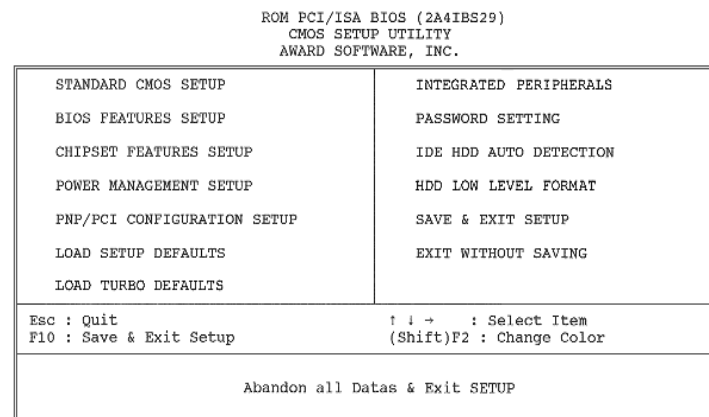 ROM PCI/ISA BIOS (2A4IBS29)
CMOS SETUP UTILITY
AWARD SOFTWARE, INC.
STANDARD CMOS SETUP
BIOS FEATURES SETUP
CHIPSET FEATURES SETUP
POWER MANAGEMENT SETUP
PNP/PCI CONFIGURATION SETUP
LOAD SETUP DEFAULTS
LOAD TURBO DEFAULTS
INTEGRATED PERIPHERALS
PASSWORD SETTING
IDE HDD AUTO DETECTION
HDD LOW LEVEL FORMAT
SAVE & EXIT SETUP
EXIT WITHOUT SAVING
Esc : Quit
F10 : Save & Exit Setup
↑ ↓ → : Select Item
(Shift)F2 : Change Color
Abandon all Datas & Exit SETUP